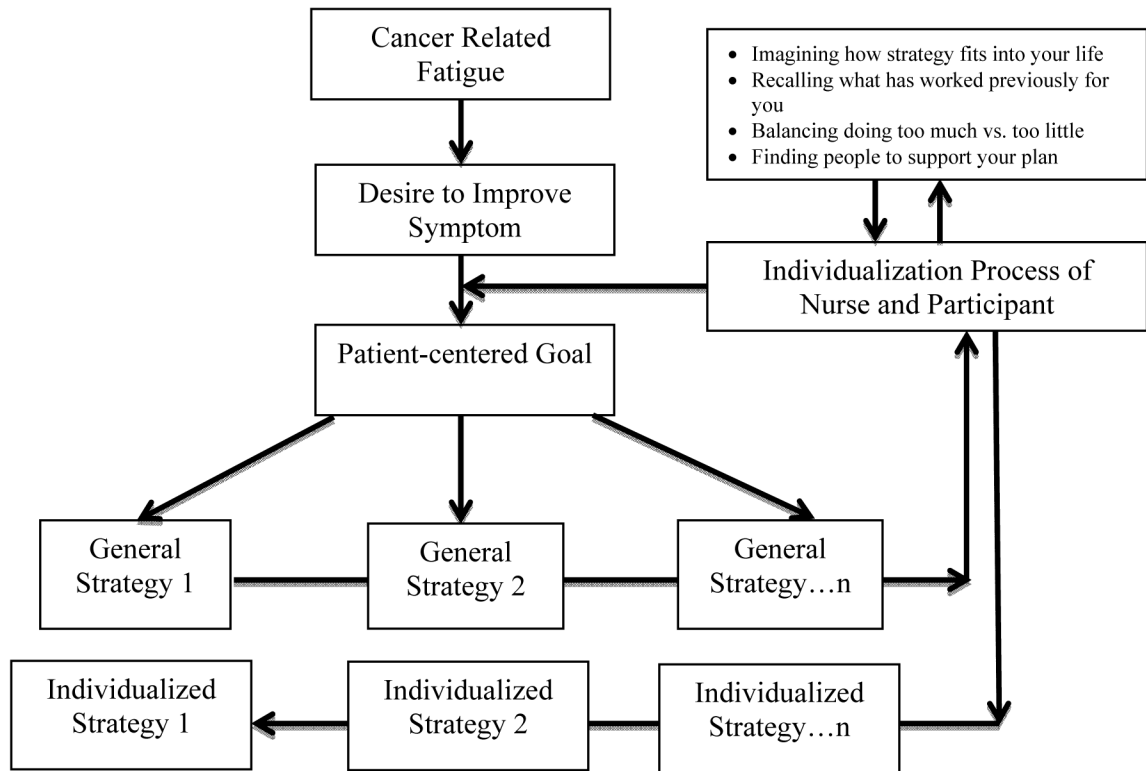 Cancer Related
Fatigue
• Imagining how strategy fits into your life
• Recalling what has worked previously for
you
• Balancing doing too much vs. too little
• Finding people to support your plan
Desire to Improve
Symptom
Individualization Process of
Nurse and Participant
Patient-centered Goal
General
Strategy 1
General
Strategy 2
General
Strategy…n
Individualized
Strategy 1
Individualized
Strategy 2
Individualized
Strategy…n